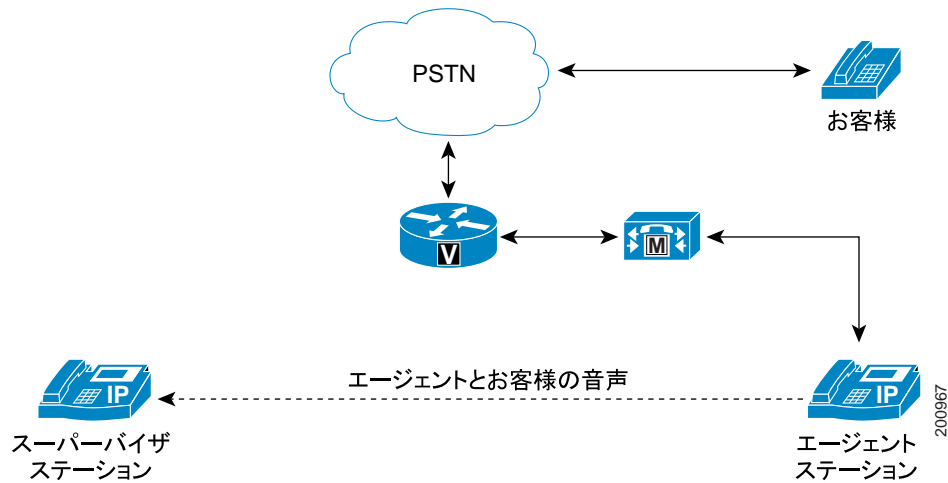 PSTN
お客様
V
M
エージェントとお客様の音声
IP
IP
スーパーバイザ
ステーション
エージェント
ステーション
200967